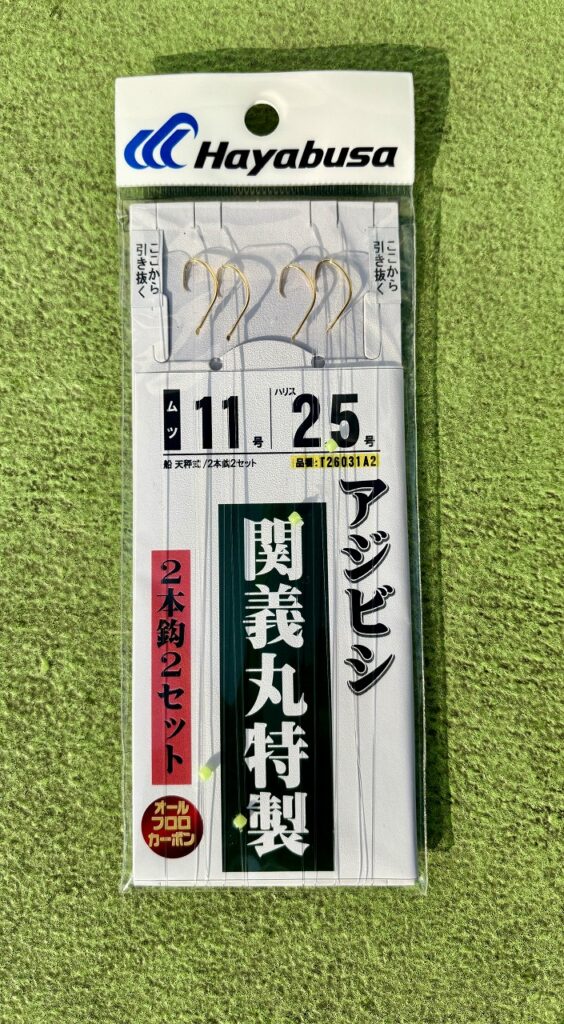 Hayabusa
ここから
引き抜く
ここから
引き抜く
ムツ 11号
ハリス 2.5号
船 天秤式/2本鈎2セット
品番:T26031A2
アジビシ
関義丸特製
2本鈎2セット
オール
フロロ
カーボン